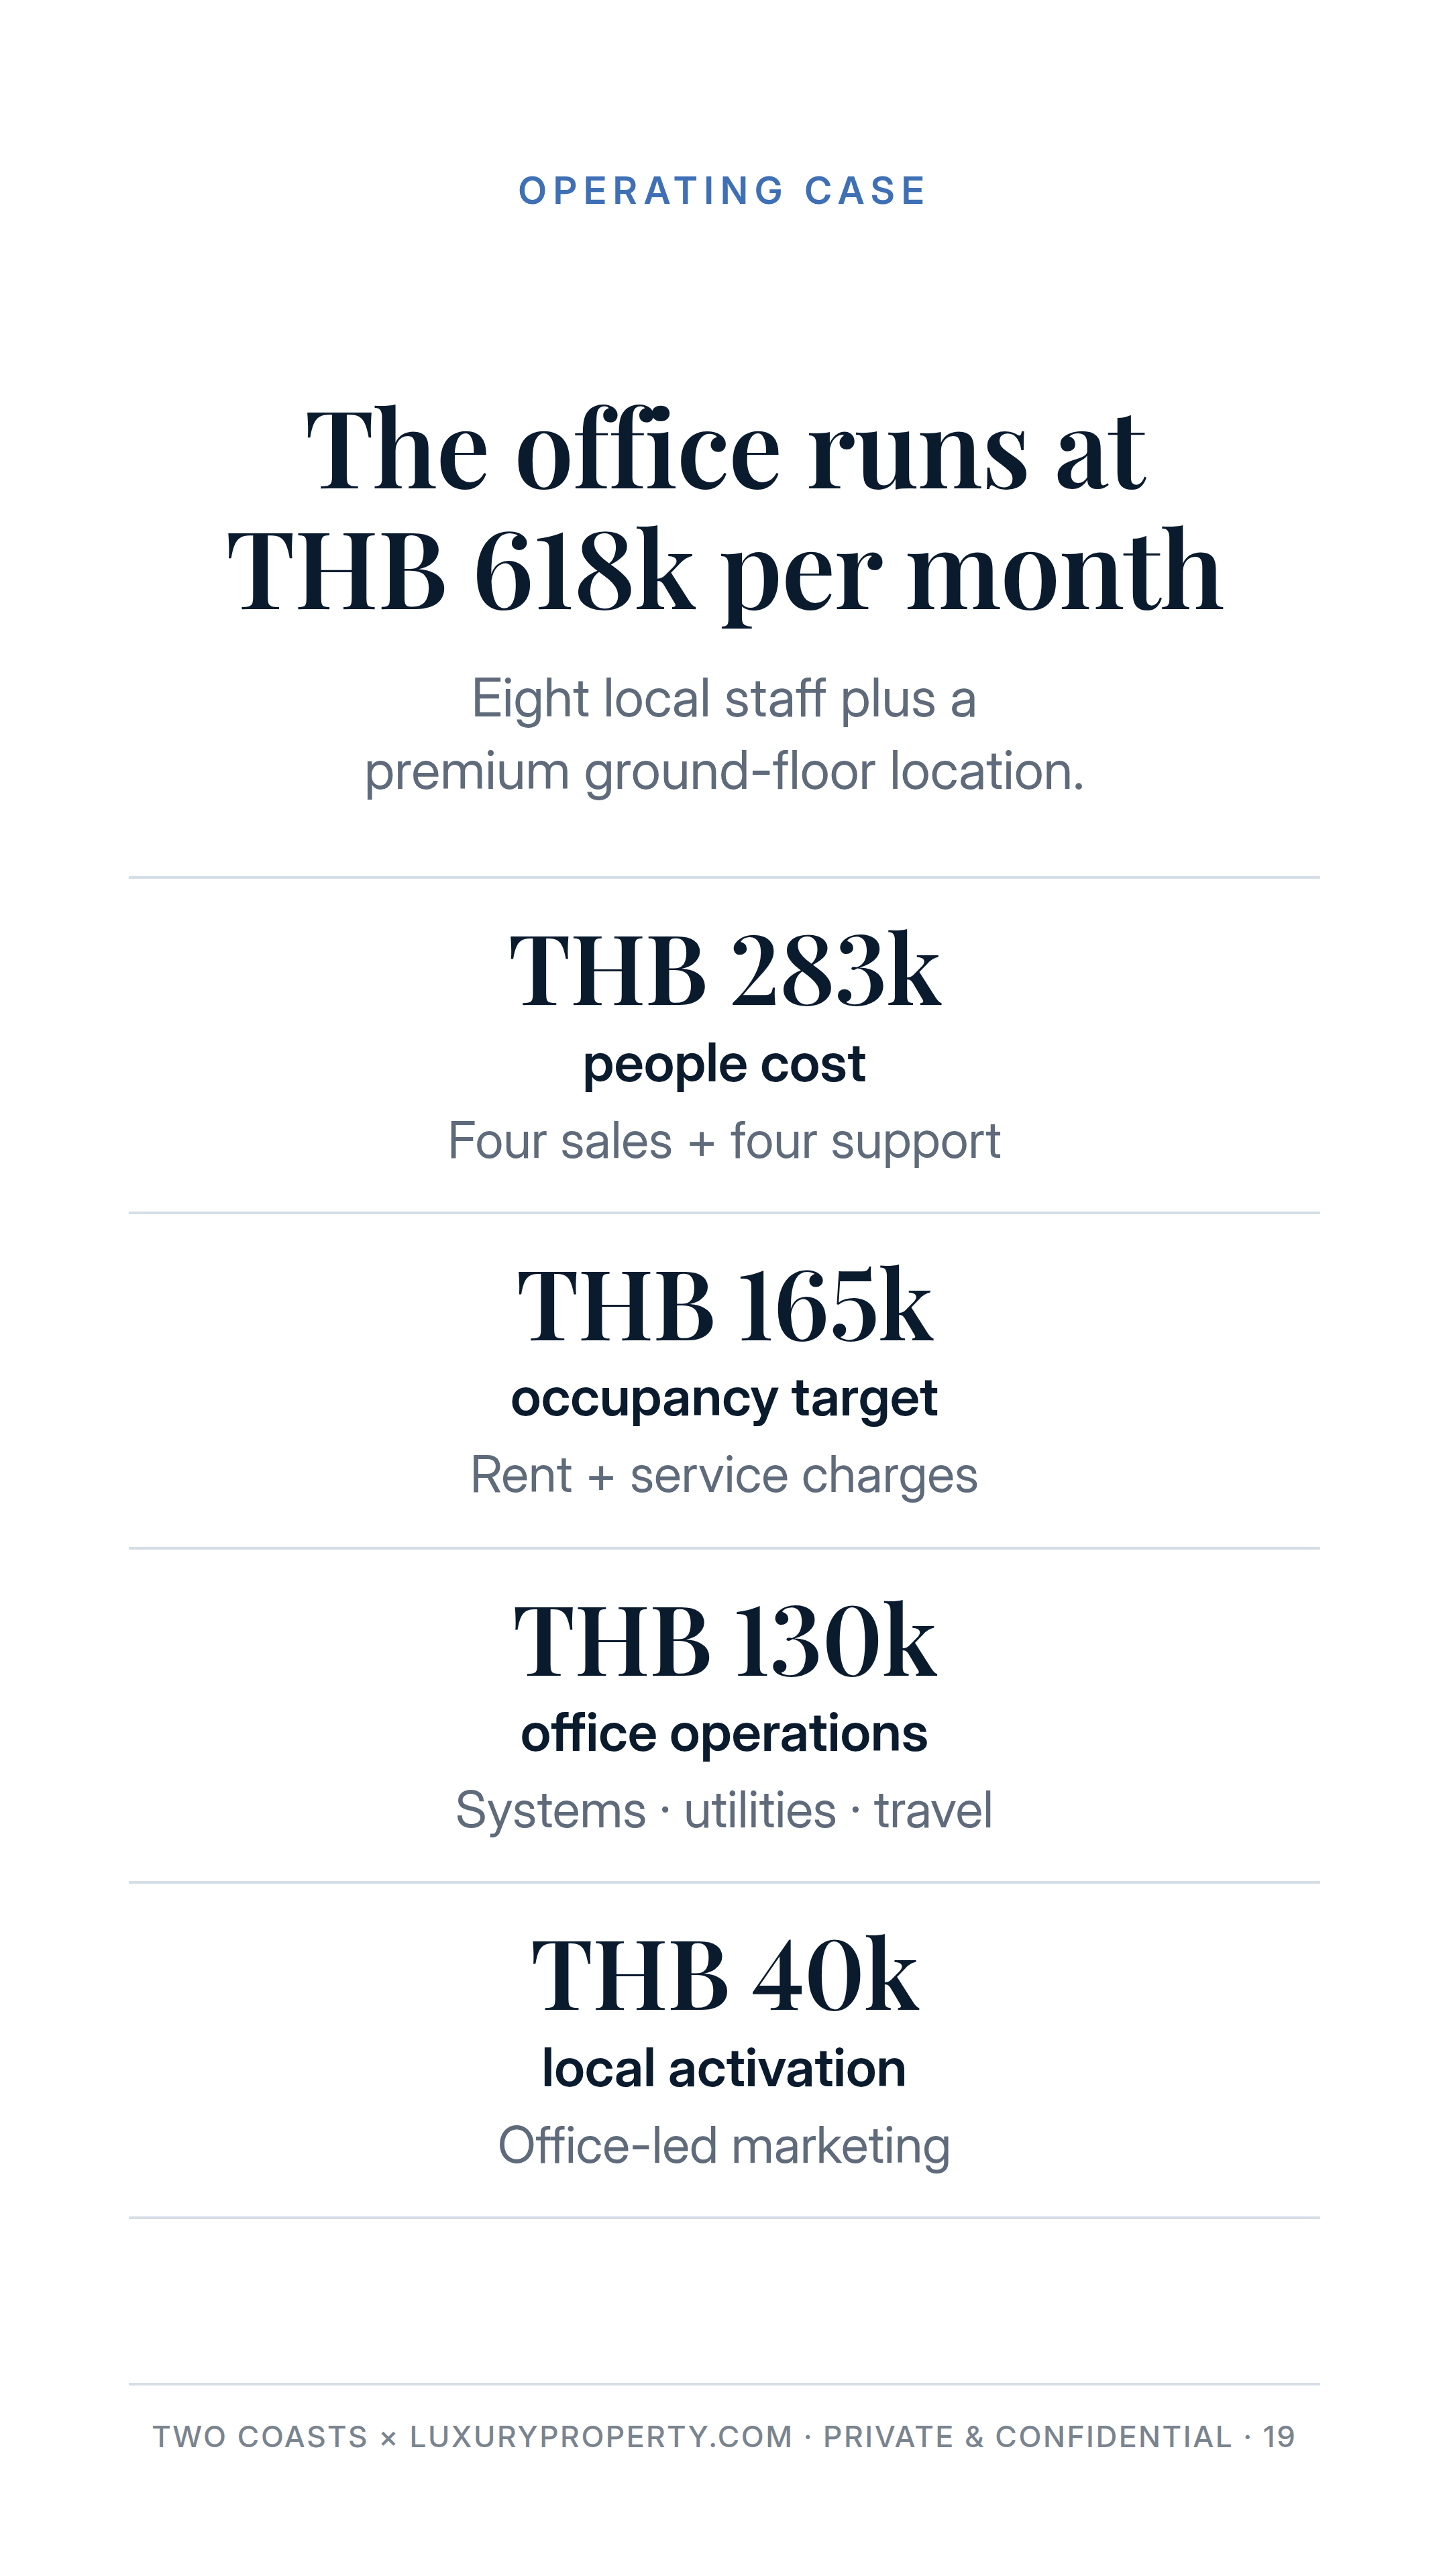 OPERATING CASE
The office runs at
THB 618k per month
Eight local staff plus a
premium ground-floor location.
THB 283k
people cost
Four sales + four support
THB 165k
occupancy target
Rent + service charges
THB 130k
office operations
Systems · utilities · travel
THB 40k
local activation
Office-led marketing
TWO COASTS × LUXURYPROPERTY.COM · PRIVATE & CONFIDENTIAL · 19